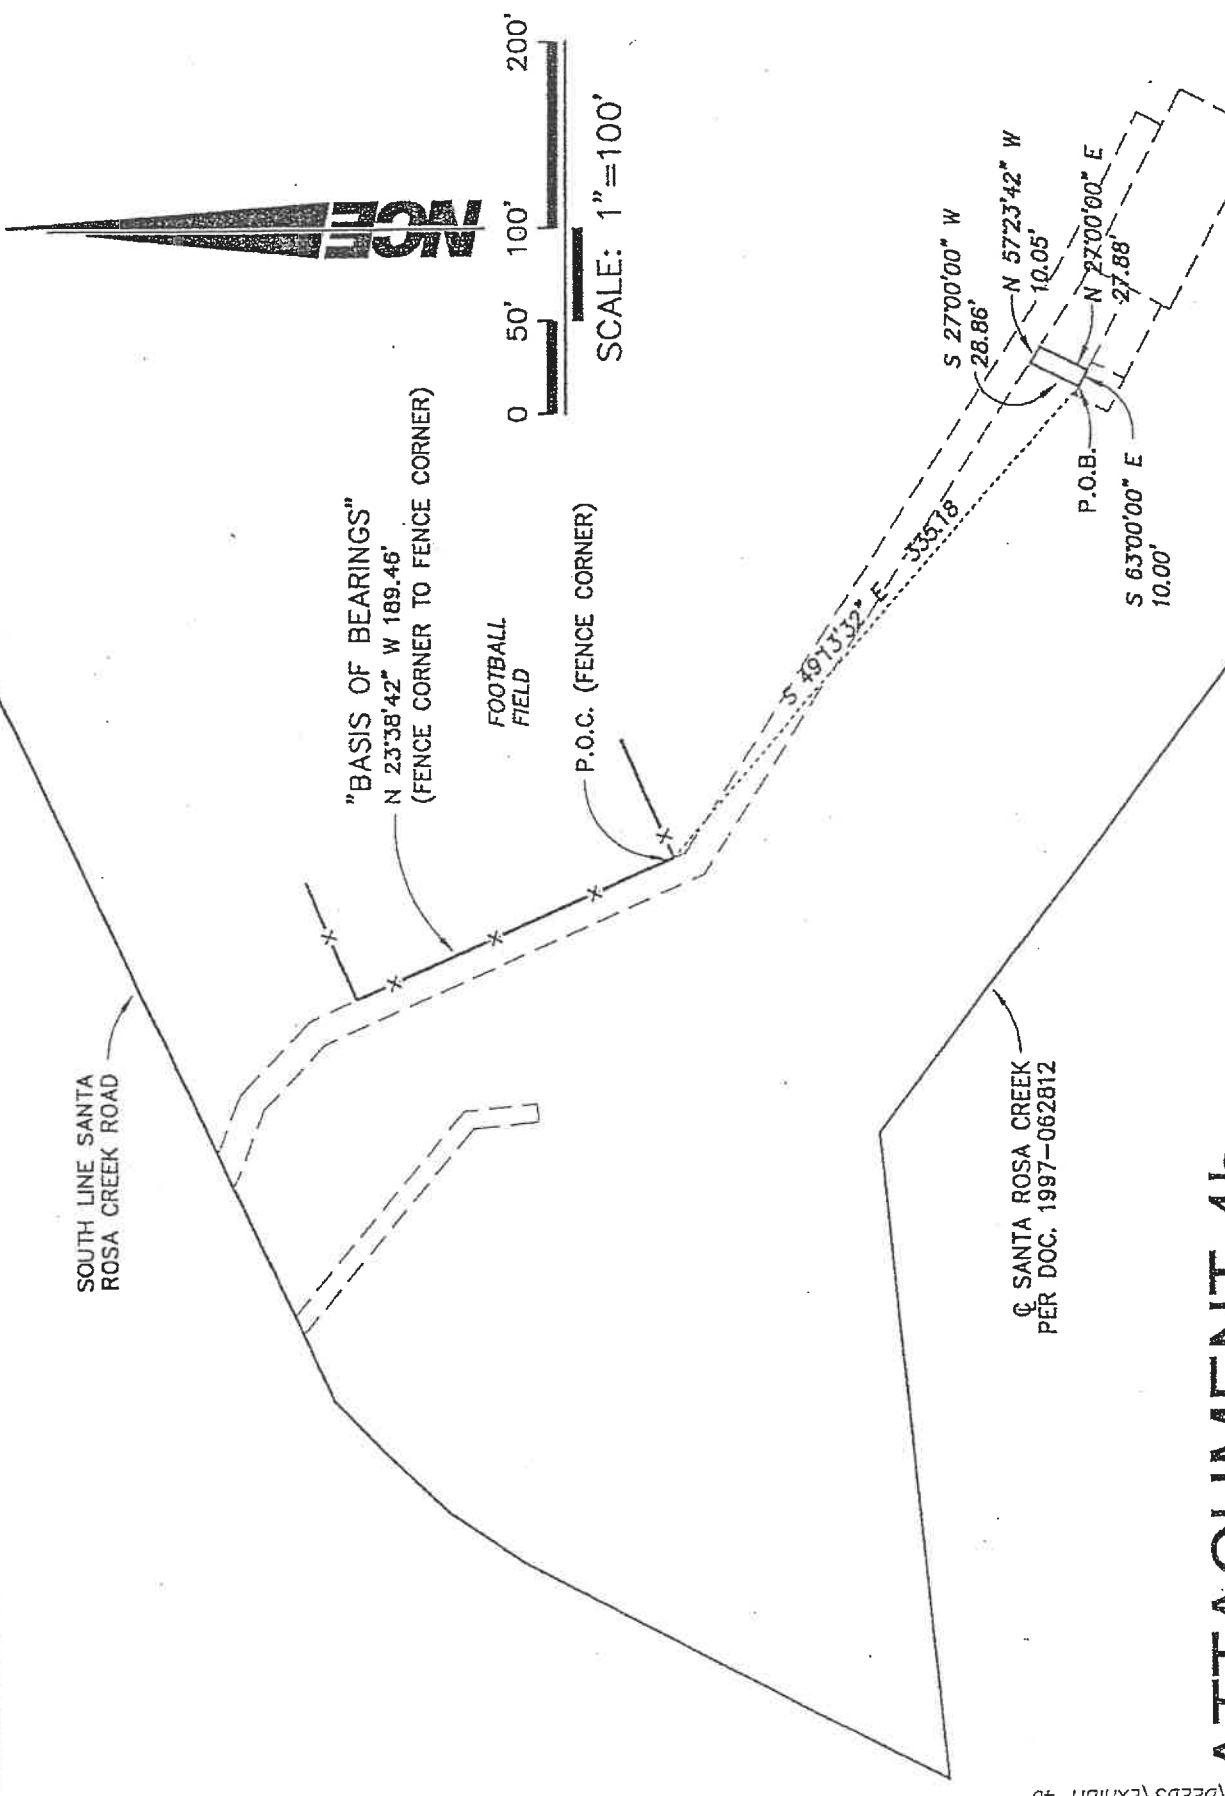 SOUTH LINE SANTA
ROSA CREEK ROAD
"BASIS OF BEARINGS"
N 23°38'42" W 189.46'
(FENCE CORNER TO FENCE CORNER)
FOOTBALL
FIELD
P.O.C. (FENCE CORNER)
NCE
0
50'
100'
200'
SCALE: 1"=100'
S 49°13'32" E
335.18
S 27°00'00" W
28.86'
N 57°23'42" W
10.05'
N 27°00'00" E
27.88'
P.O.B.
S 63°00'00" E
10.00'
℄ SANTA ROSA CREEK
PER DOC. 1997-062812
ATTACHMENT